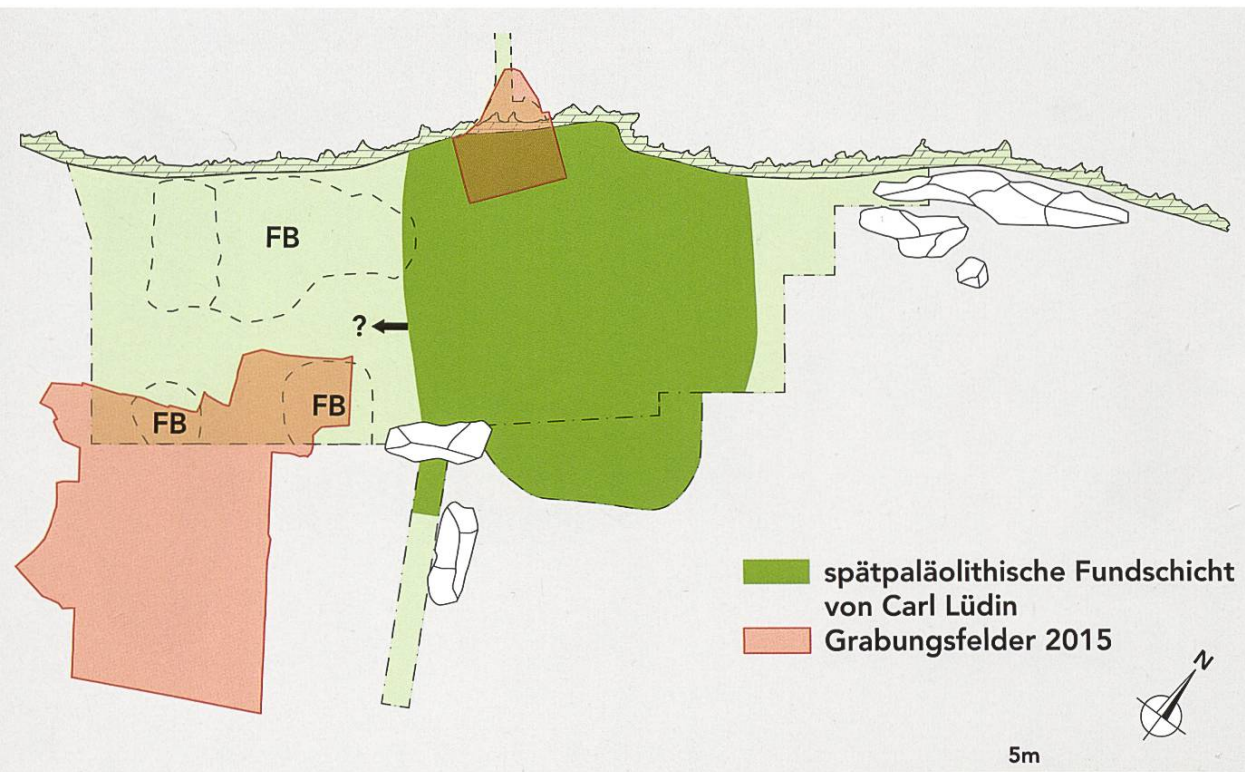 FB
?
FB
FB
spätpaläolithische Fundschicht
von Carl Lüdin
Grabungsfelder 2015
N
5m